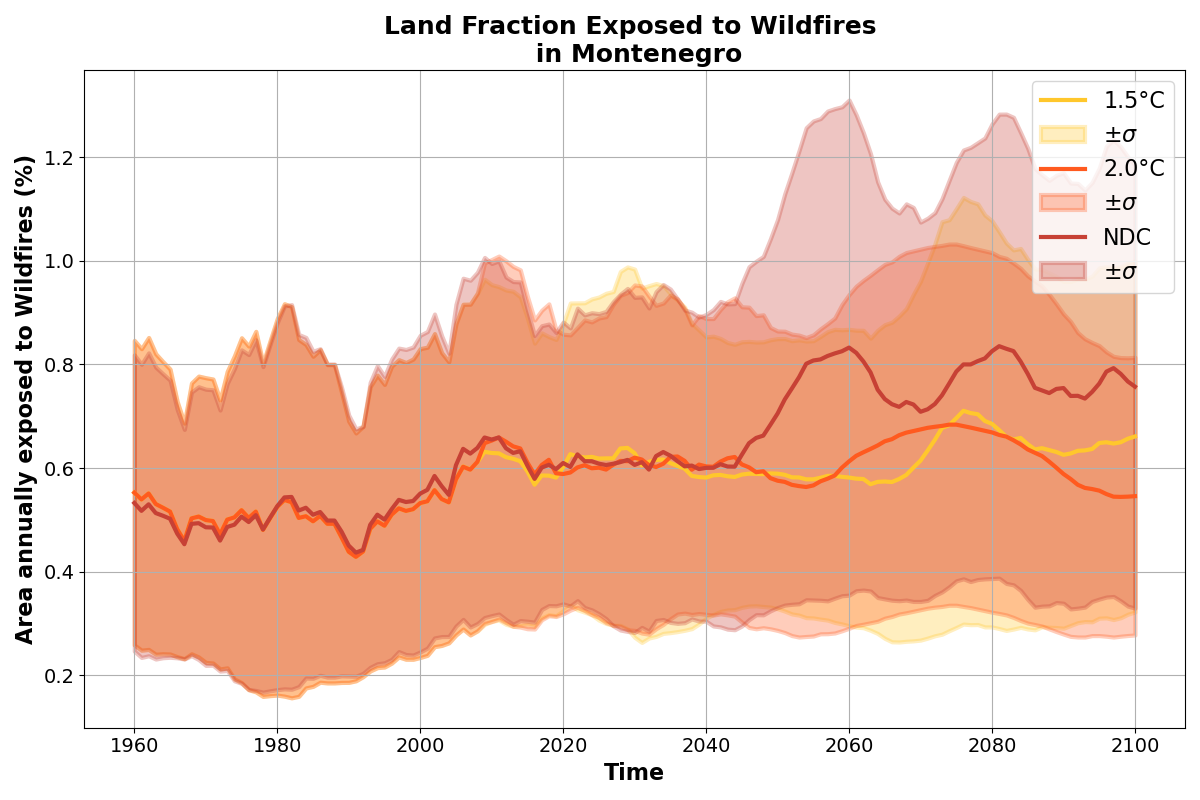 Land Fraction Exposed to Wildfires
in Montenegro
Area annually exposed to Wildfires (%)
1.2
1.0
0.8
0.6
0.4
0.2
1960 1980 2000 2020 2040 2060 2080 2100
Time
1.5°C
±σ
2.0°C
±σ
NDC
±σ